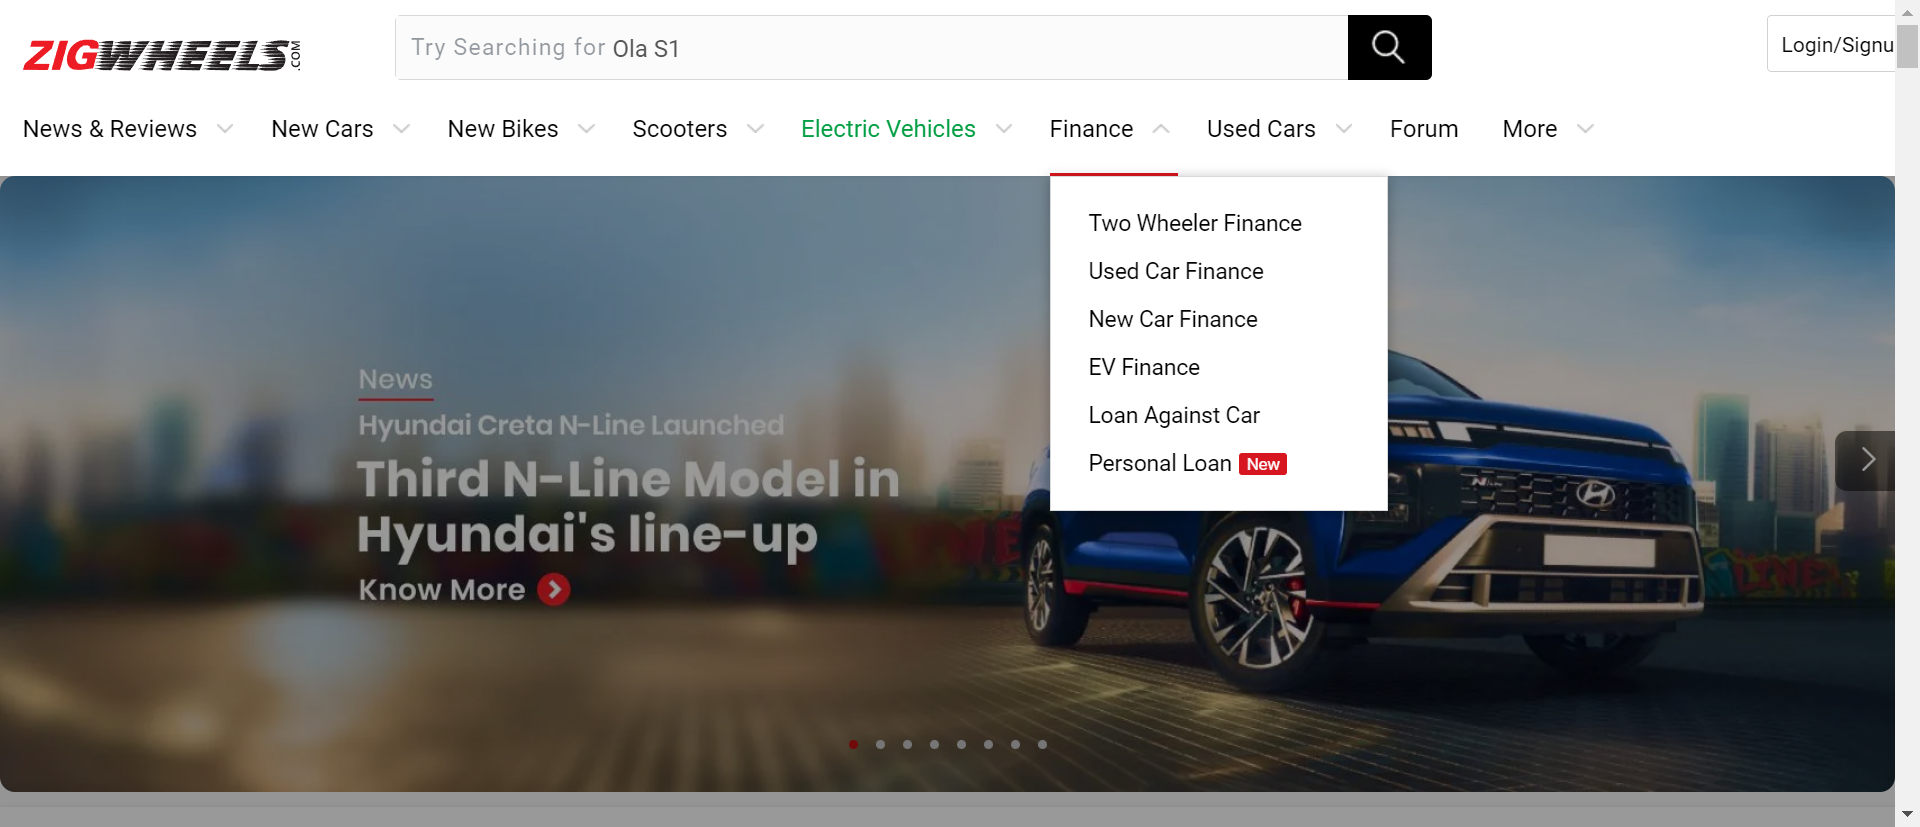 ZIGWHEELS.COM
Try Searching for Ola S1
Login/Signu
News & Reviews
New Cars
New Bikes
Scooters
Electric Vehicles
Finance
Used Cars
Forum
More
Two Wheeler Finance
Used Car Finance
New Car Finance
EV Finance
Loan Against Car
Personal Loan New
News
Hyundai Creta N-Line Launched
Third N-Line Model in
Hyundai's line-up
Know More